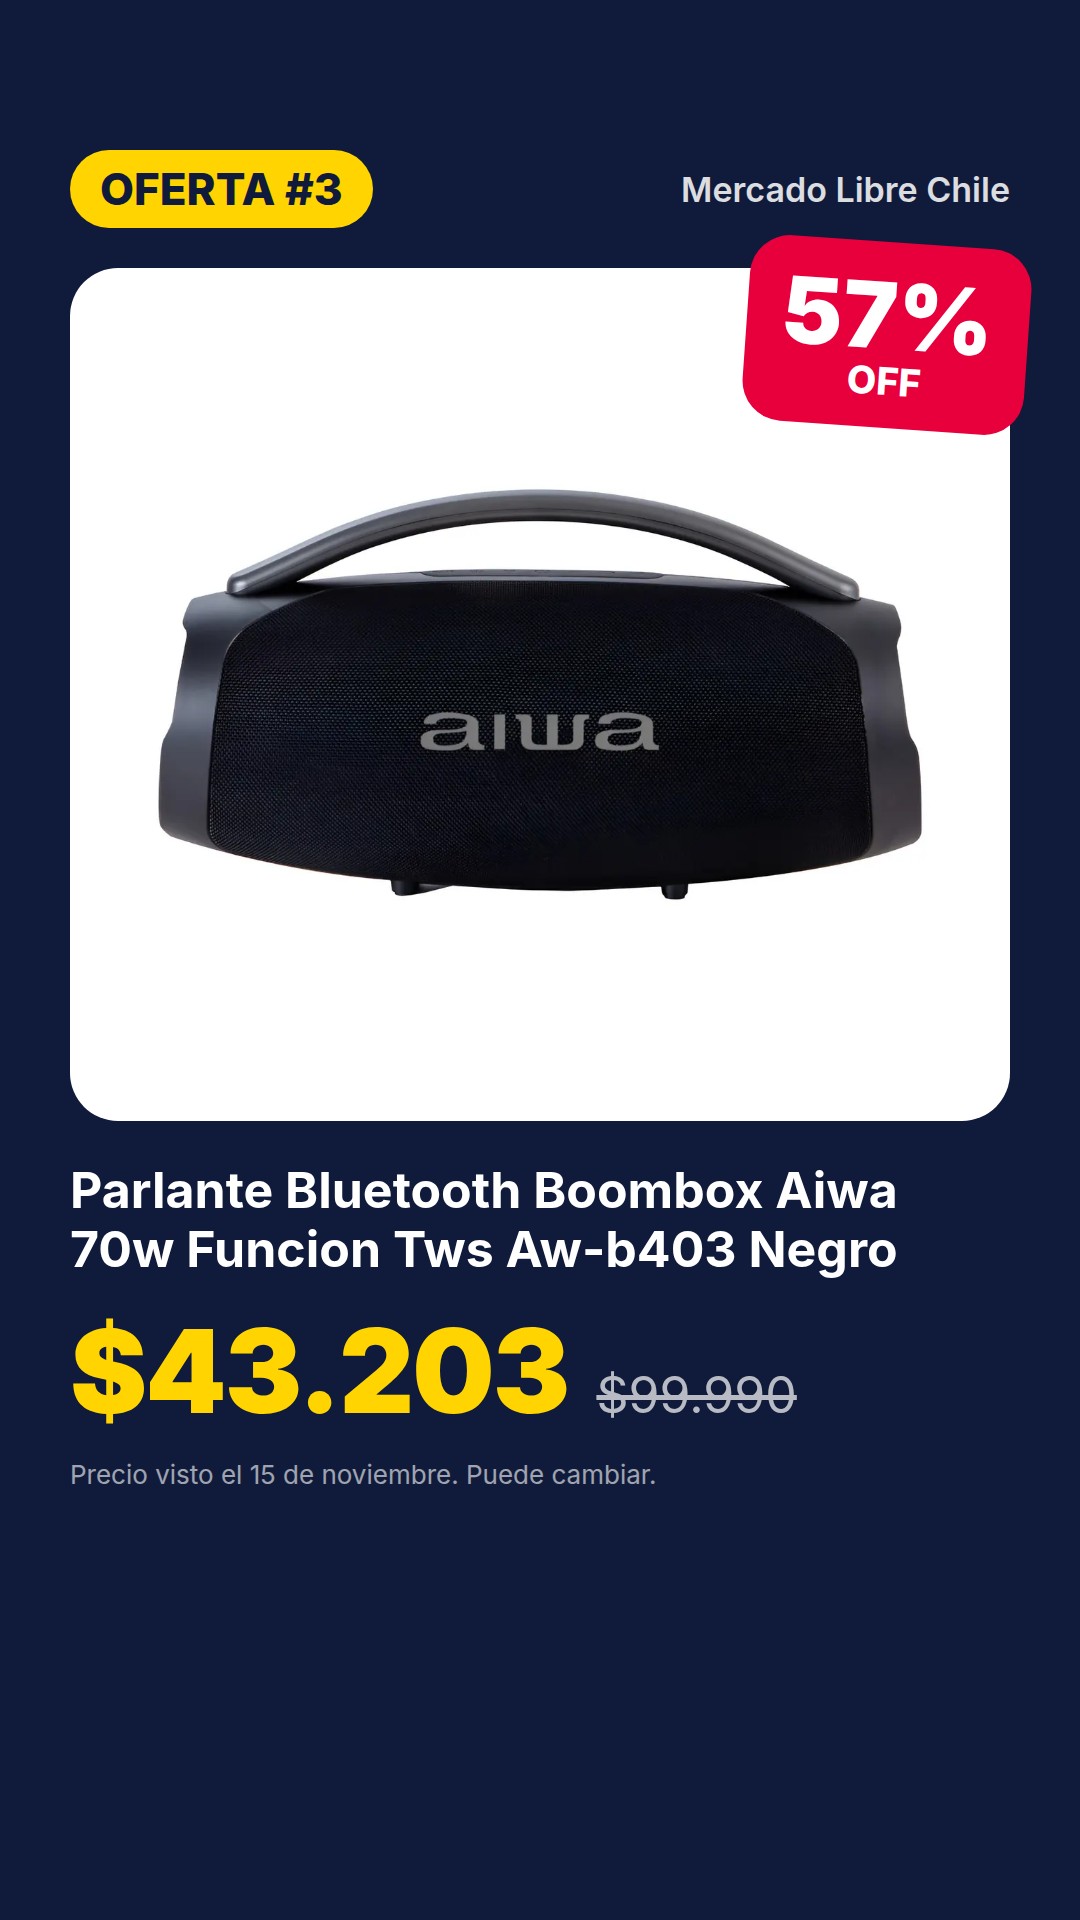 OFERTA #3
Mercado Libre Chile
57%
OFF
aiwa
Parlante Bluetooth Boombox Aiwa
70w Funcion Tws Aw-b403 Negro
$43.203 $99.990
Precio visto el 15 de noviembre. Puede cambiar.